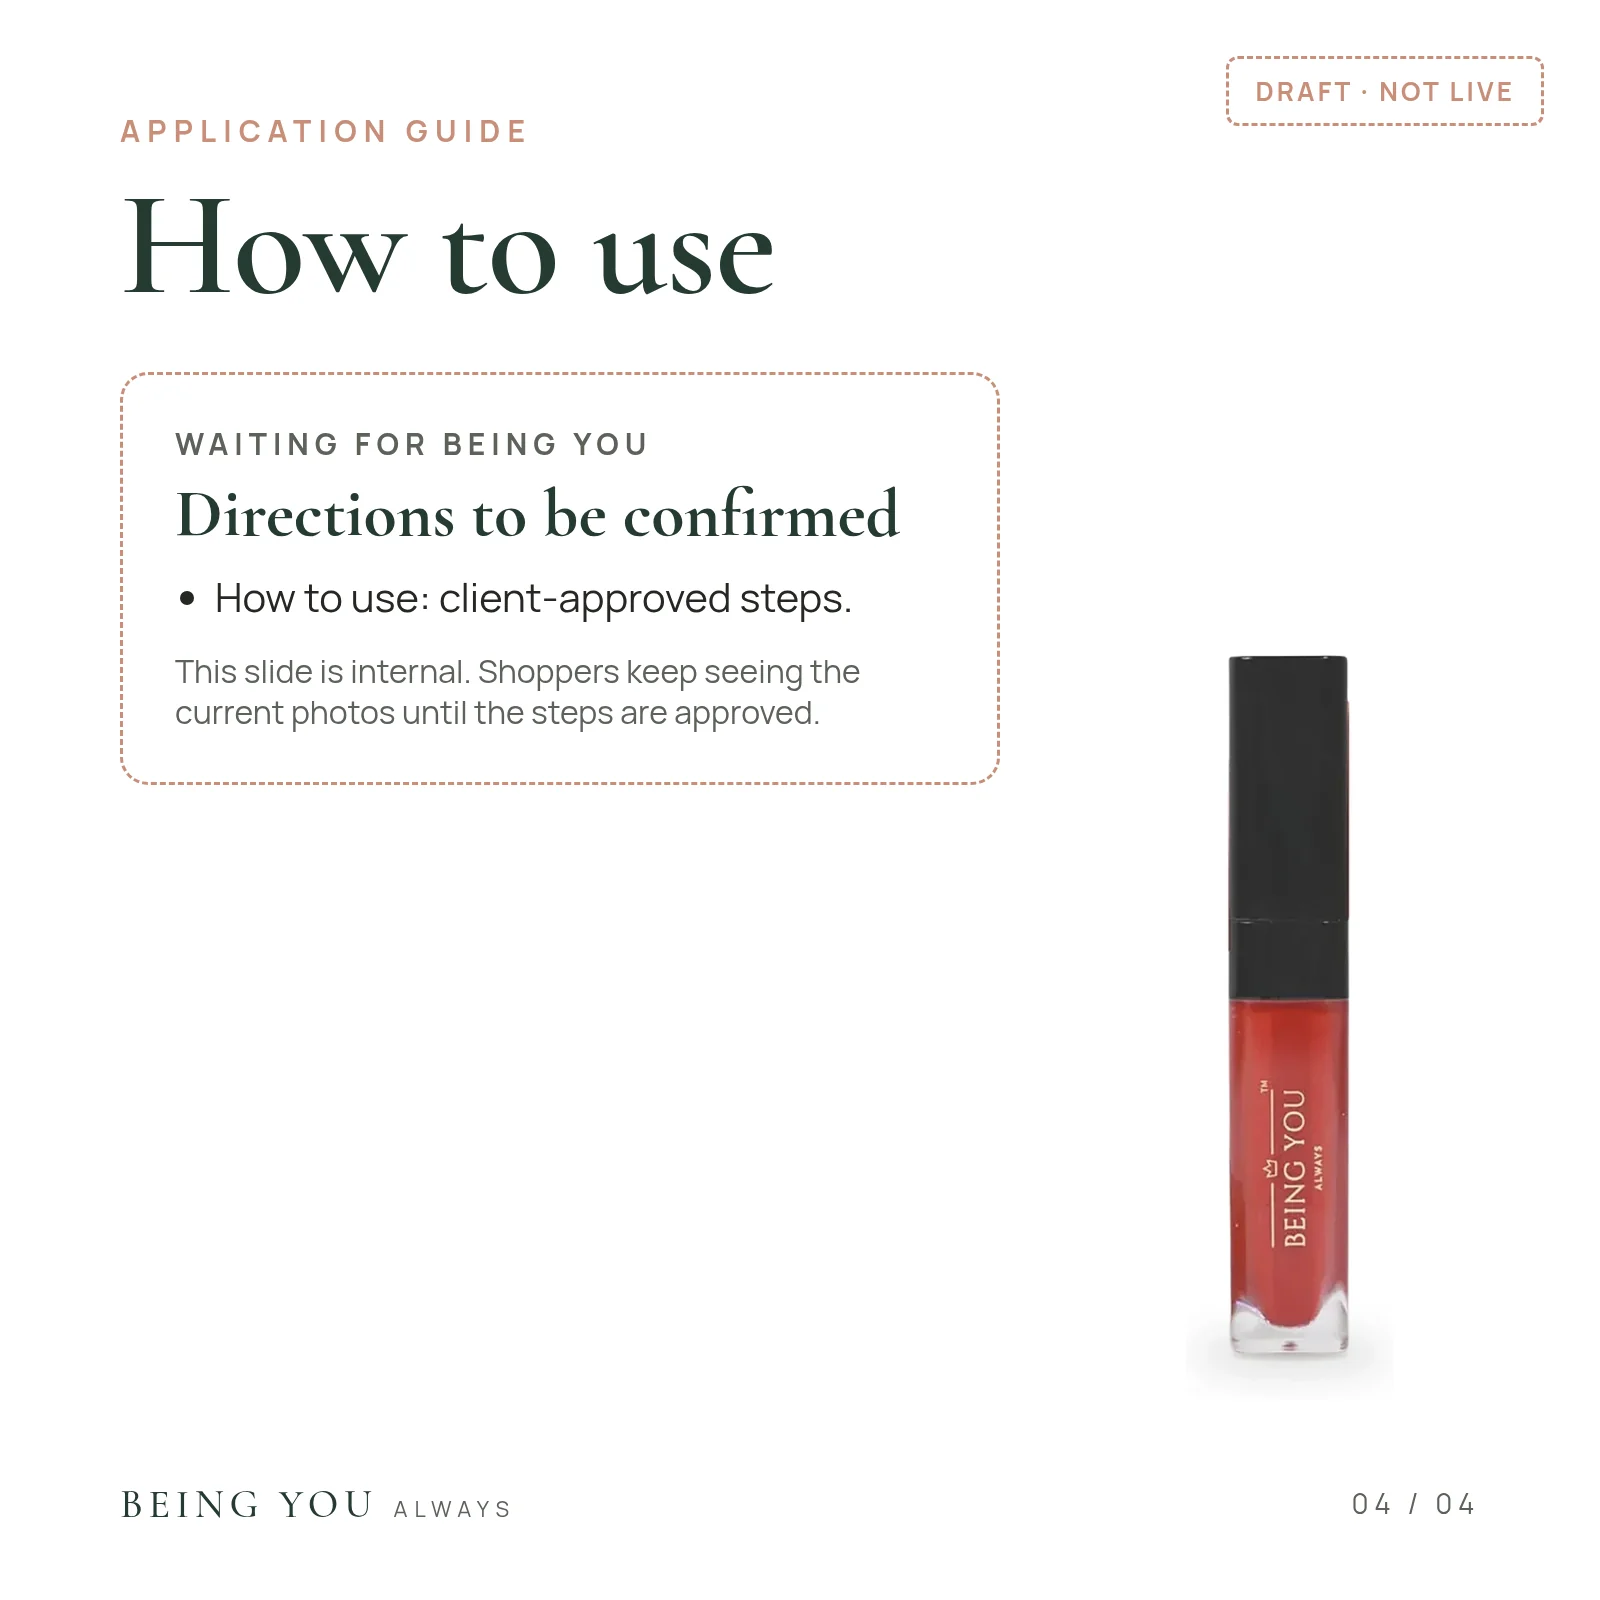 DRAFT · NOT LIVE
APPLICATION GUIDE
How to use
WAITING FOR BEING YOU
Directions to be confirmed
• How to use: client-approved steps.
This slide is internal. Shoppers keep seeing the
current photos until the steps are approved.
BEING YOU
ALWAYS
TM
BEING YOU ALWAYS
04 / 04